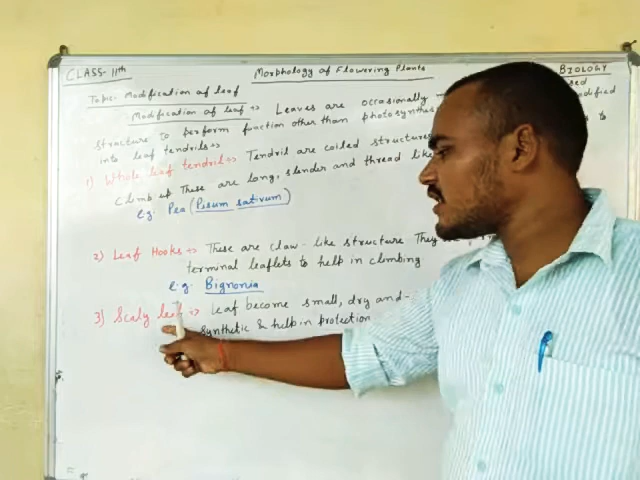 CLASS- 11th Morphology of Flowering Plants BIOLOGY
Topic- Modification of leaf
Modification of leaf => Leaves are occasionally
structure to perform function other than photosynthesis
into leaf tendrils>>
1) Whole leaf tendril>> Tendril are coiled structures
Climb up These are long, slender and thread like
e.g. Pea (Pisum sativum)
2) Leaf Hooks => These are claw-like structure They
terminal leaflets to help in climbing
e.g. Bignonia
3) Scaly leaf => leaf become small, dry and-
synthetic & help in protection